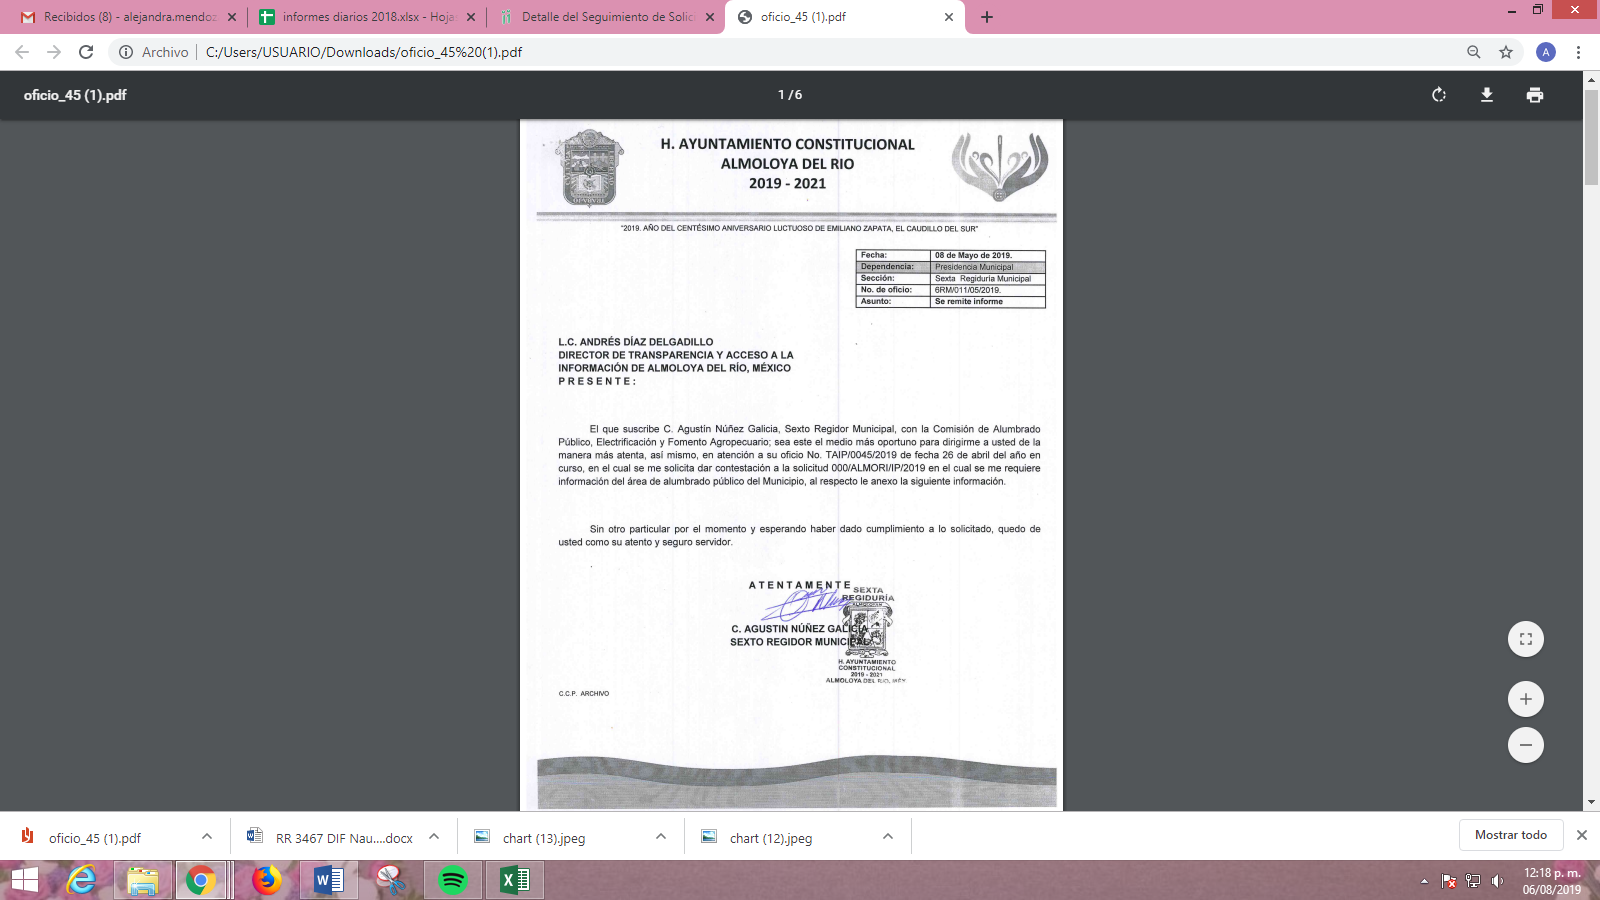 Recibidos (8) - alejandra.mendoz
informes diarios 2018.xlsx - Hoja
Detalle del Seguimiento de Solic
oficio_45 (1).pdf
Archivo
C:/Users/USUARIO/Downloads/oficio_45%20(1).pdf
A
oficio_45 (1).pdf
1 / 6
H. AYUNTAMIENTO CONSTITUCIONAL
ALMOLOYA DEL RIO
2019 - 2021
"2019. AÑO DEL CENTÉSIMO ANIVERSARIO LUCTUOSO DE EMILIANO ZAPATA, EL CAUDILLO DEL SUR"
Fecha: 08 de Mayo de 2019.
Dependencia: Presidencia Municipal
Sección: Sexta Regiduría Municipal
No. de oficio: 6RM/011/05/2019.
Asunto: Se remite informe
L.C. ANDRÉS DÍAZ DELGADILLO
DIRECTOR DE TRANSPARENCIA Y ACCESO A LA
INFORMACIÓN DE ALMOLOYA DEL RÍO, MÉXICO
P R E S E N T E :
El que suscribe C. Agustín Núñez Galicia, Sexto Regidor Municipal, con la Comisión de Alumbrado
Público, Electrificación y Fomento Agropecuario; sea este el medio más oportuno para dirigirme a usted de la
manera más atenta, así mismo, en atención a su oficio No. TAIP/0045/2019 de fecha 26 de abril del año en
curso, en el cual se me solicita dar contestación a la solicitud 000/ALMORI/IP/2019 en el cual se me requiere
información del área de alumbrado público del Municipio, al respecto le anexo la siguiente información.
Sin otro particular por el momento y esperando haber dado cumplimiento a lo solicitado, quedo de
usted como su atento y seguro servidor.
A T E N T A M E N T E
SEXTA
REGIDURÍA
C. AGUSTIN NÚÑEZ GALICIA
SEXTO REGIDOR MUNICIPAL
H. AYUNTAMIENTO
CONSTITUCIONAL
2019 - 2021
ALMOLOYA DEL RIO, MÉX.
C.C.P. ARCHIVO
oficio_45 (1).pdf
RR 3467 DIF Nau....docx
chart (13).jpeg
chart (12).jpeg
Mostrar todo
12:18 p. m.
06/08/2019